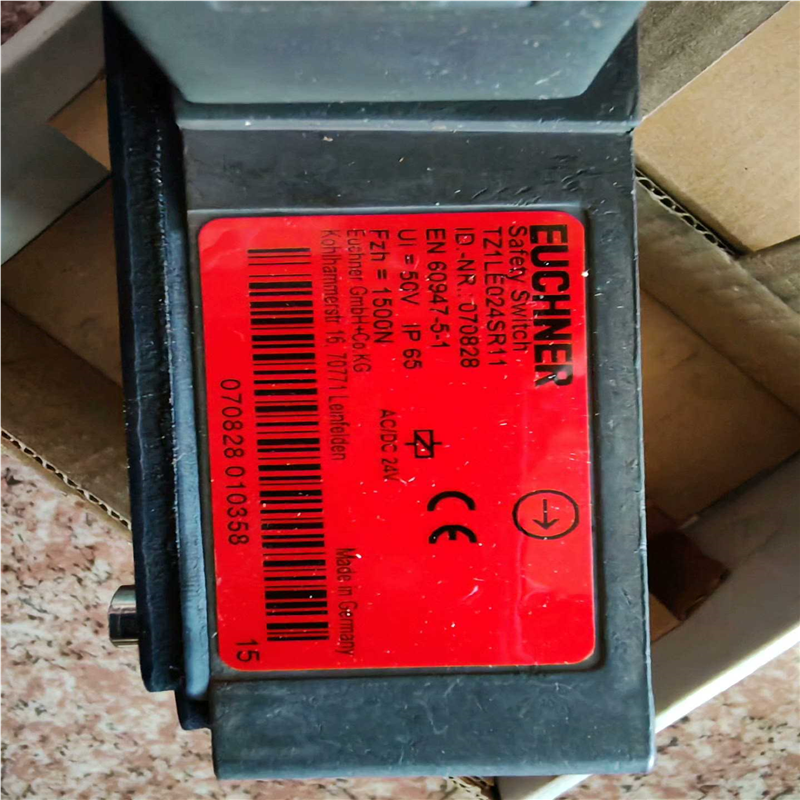 EUCHNER
Safety Switch
TZ1LE024SR11
ID.-NR. 070828
EN 60947-5-1
Ui = 50V IP 65
AC/DC 24V
Fzh = 1500N
Euchner GmbH+Co.KG
Kohlhammerstr 16, 70771 Leinfelden
CE
Made in Germany
070828 010358
15